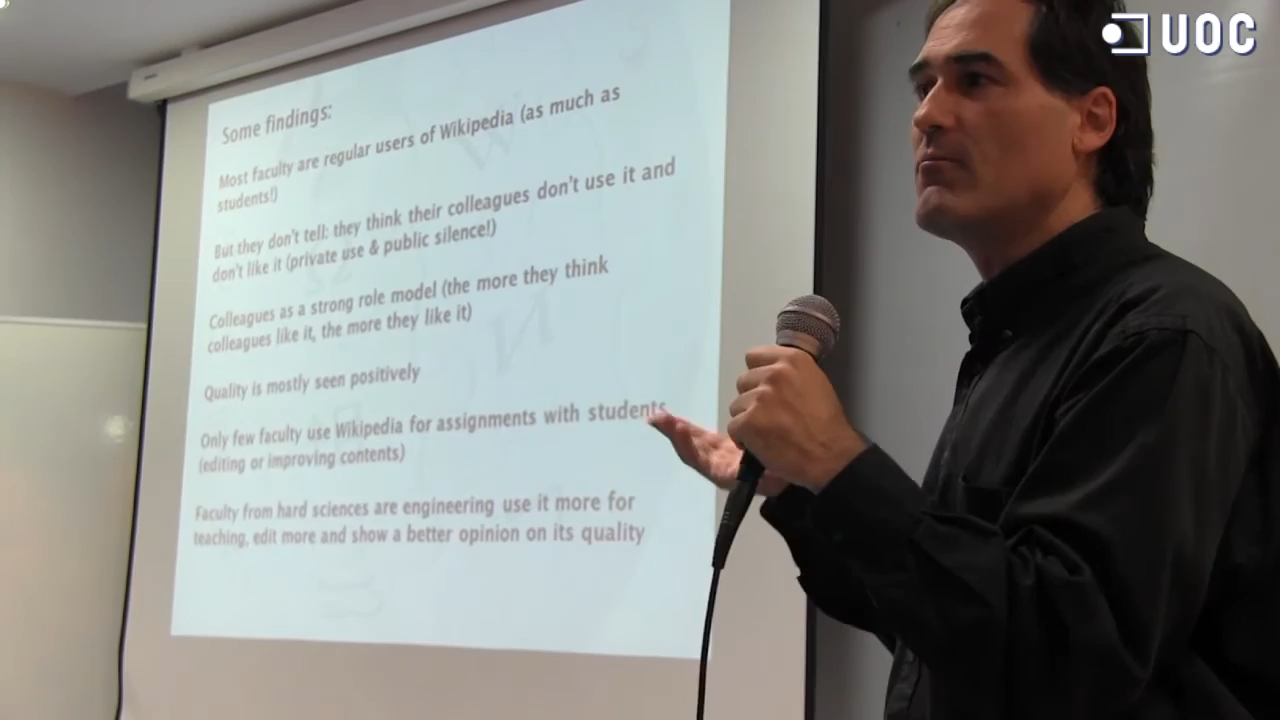 UOC
Some findings:
Most faculty are regular users of Wikipedia (as much as
students!)
But they don't tell: they think their colleagues don't use it and
don't like it (private use & public silence!)
Colleagues as a strong role model (the more they think
colleagues like it, the more they like it)
Quality is mostly seen positively
Only few faculty use Wikipedia for assignments with students
(editing or improving contents)
Faculty from hard sciences are engineering use it more for
teaching, edit more and show a better opinion on its quality